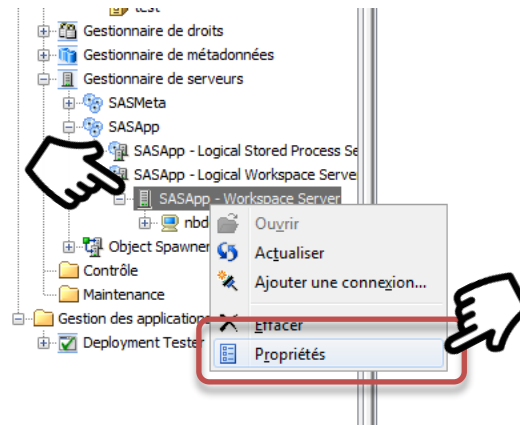 test
Gestionnaire de droits
Gestionnaire de métadonnées
Gestionnaire de serveurs
SASMeta
SASApp
SASApp - Logical Stored Process Se
SASApp - Logical Workspace Serve
SASApp - Workspace Server
nbd
Ouvrir
Object Spawner
Actualiser
Contrôle
Ajouter une connexion...
Maintenance
Gestion des applications
Effacer
Deployment Tester
Propriétés